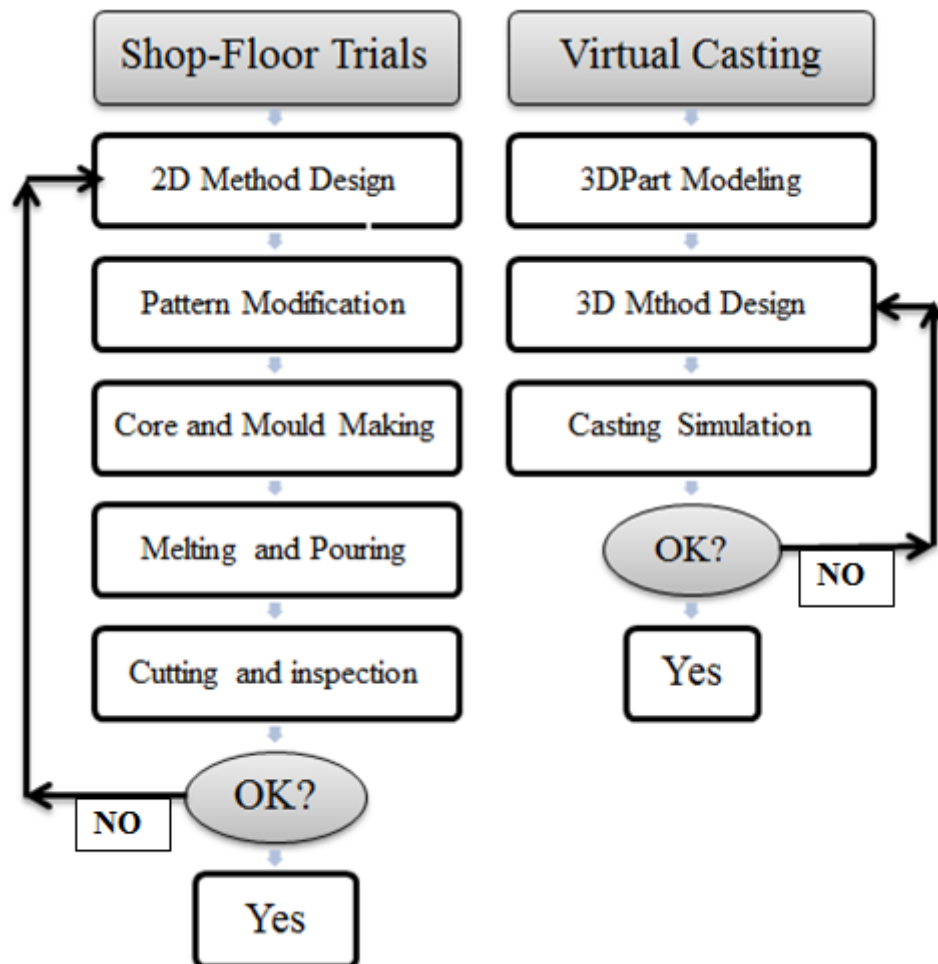 Shop-Floor Trials
2D Method Design
Pattern Modification
Core and Mould Making
Melting and Pouring
Cutting and inspection
OK?
NO
Yes
Virtual Casting
3DPart Modeling
3D Mthod Design
Casting Simulation
OK?
NO
Yes